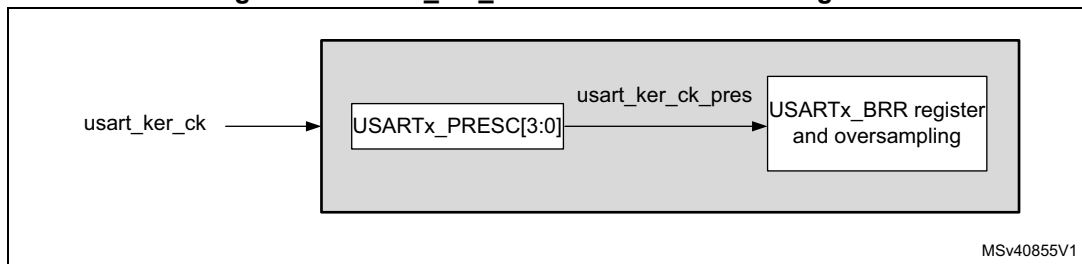 usart_ker_ck
USARTx_PRESC[3:0]
usart_ker_ck_pres
USARTx_BRR register
and oversampling
MSv40855V1